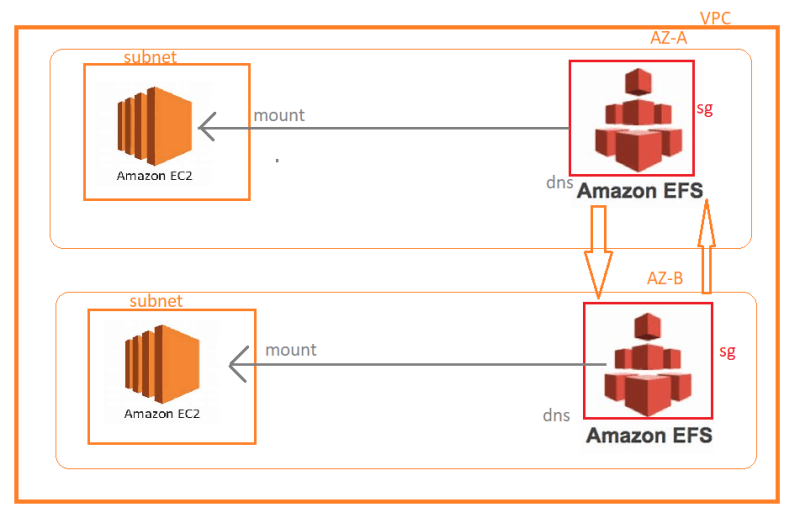 VPC
AZ-A
subnet
mount
sg
Amazon EC2
dns
Amazon EFS
AZ-B
subnet
mount
sg
Amazon EC2
dns
Amazon EFS